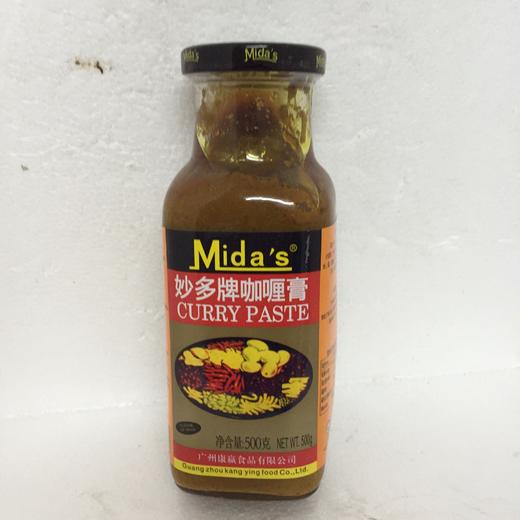 Mida's
Mida's®
妙多牌咖喱膏
CURRY PASTE
净含量:500克 NET WT. 500g
广州康赢食品有限公司
Guang zhou kang ying food Co.,Ltd.